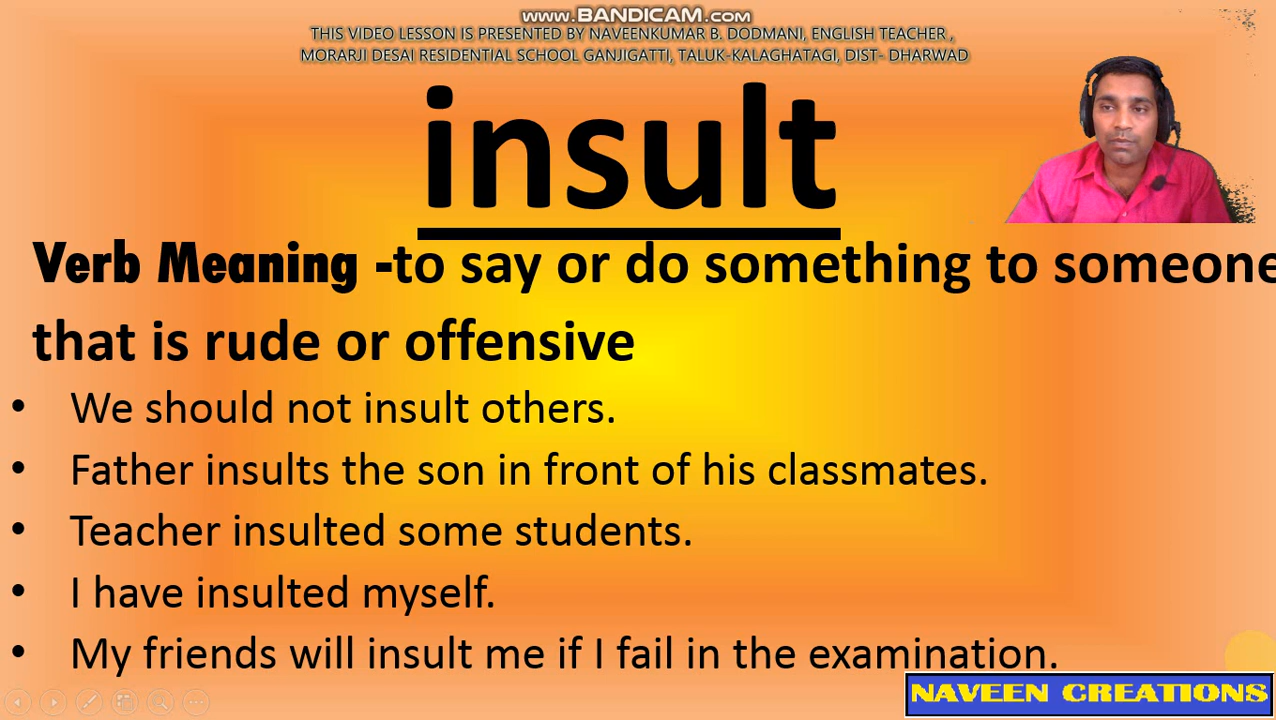 www.BANDICAM.com
THIS VIDEO LESSON IS PRESENTED BY NAVEENKUMAR B. DODMANI, ENGLISH TEACHER ,
MORARJI DESAI RESIDENTIAL SCHOOL GANJIGATTI, TALUK-KALAGHATAGI, DIST- DHARWAD
insult
Verb Meaning -to say or do something to someone
that is rude or offensive
• We should not insult others.
• Father insults the son in front of his classmates.
• Teacher insulted some students.
• I have insulted myself.
• My friends will insult me if I fail in the examination.
NAVEEN CREATIONS